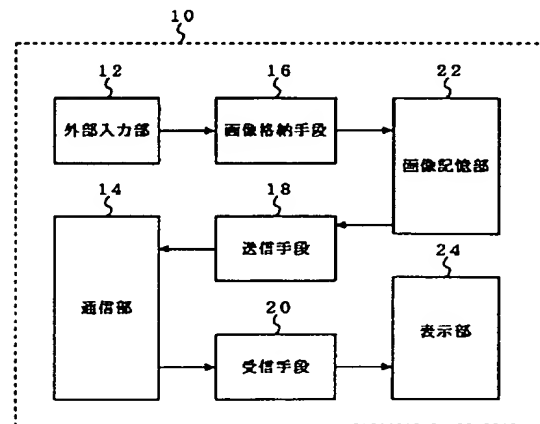 10
12
16
22
外部入力部
画像格納手段
画像記憶部
14
18
送信手段
24
通信部
20
表示部
受信手段